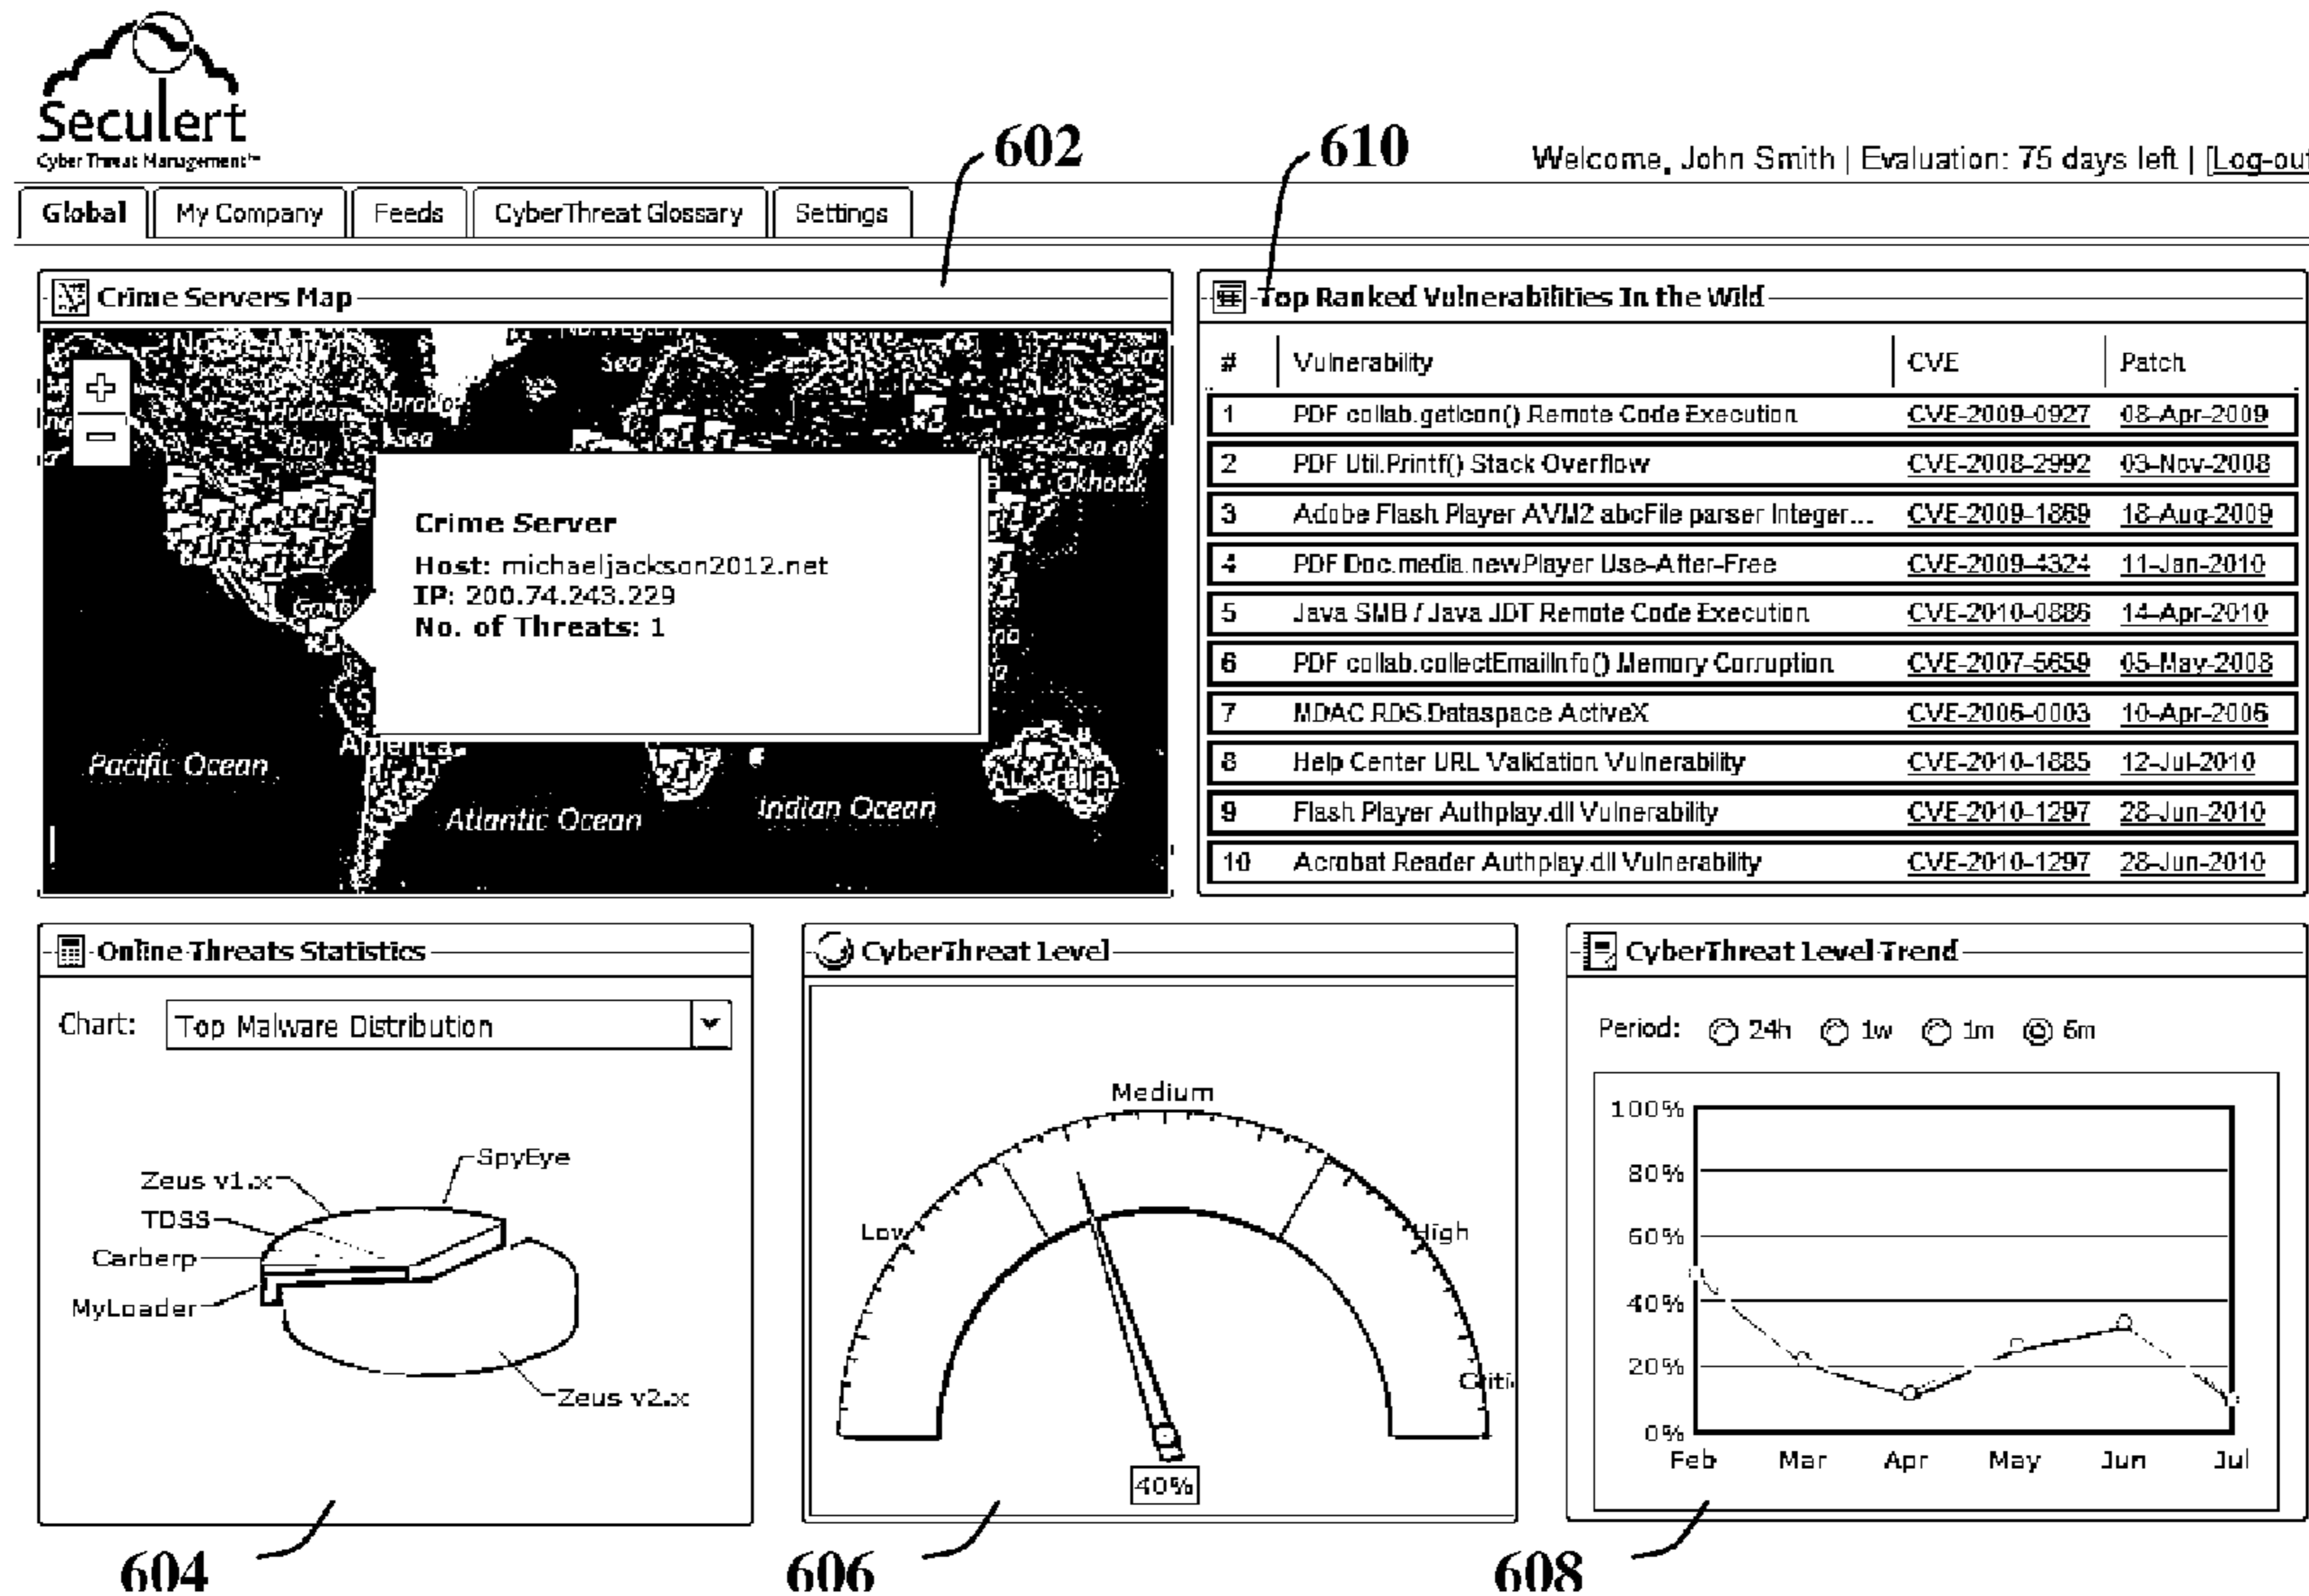 Seculert
Cyber Threat Management™
602
610
Welcome, John Smith | Evaluation: 75 days left | [Log-out
Global
My Company
Feeds
CyberThreat Glossary
Settings
Crime Servers Map
Sea
Hudson
Bay
Sea
Sea of
Okhotsk
Crime Server
Host: michaeljackson2012.net
IP: 200.74.243.229
No. of Threats: 1
America
Australia
Pacific Ocean
Atlantic Ocean
Indian Ocean
Top Ranked Vulnerabilities In the Wild
# Vulnerability CVE Patch
1 PDF collab.getIcon() Remote Code Execution CVE-2009-0927 08-Apr-2009
2 PDF Util.Printf() Stack Overflow CVE-2008-2992 03-Nov-2008
3 Adobe Flash Player AVM2 abcFile parser Integer... CVE-2009-1869 18-Aug-2009
4 PDF Doc.media.newPlayer Use-After-Free CVE-2009-4324 11-Jan-2010
5 Java SMB / Java JDT Remote Code Execution CVE-2010-0886 14-Apr-2010
6 PDF collab.collectEmailInfo() Memory Corruption CVE-2007-5659 05-May-2008
7 MDAC RDS.Dataspace ActiveX CVE-2006-0003 10-Apr-2006
8 Help Center URL Validation Vulnerability CVE-2010-1885 12-Jul-2010
9 Flash Player Authplay.dll Vulnerability CVE-2010-1297 28-Jun-2010
10 Acrobat Reader Authplay.dll Vulnerability CVE-2010-1297 28-Jun-2010
Online Threats Statistics
Chart: Top Malware Distribution
SpyEye
Zeus v1.x
TDSS
Carberp
MyLoader
Zeus v2.x
604
CyberThreat Level
Medium
Low
High
Criti
40%
606
CyberThreat Level Trend
Period: 24h 1w 1m 6m
100%
80%
60%
40%
20%
0%
Feb Mar Apr May Jun Jul
608